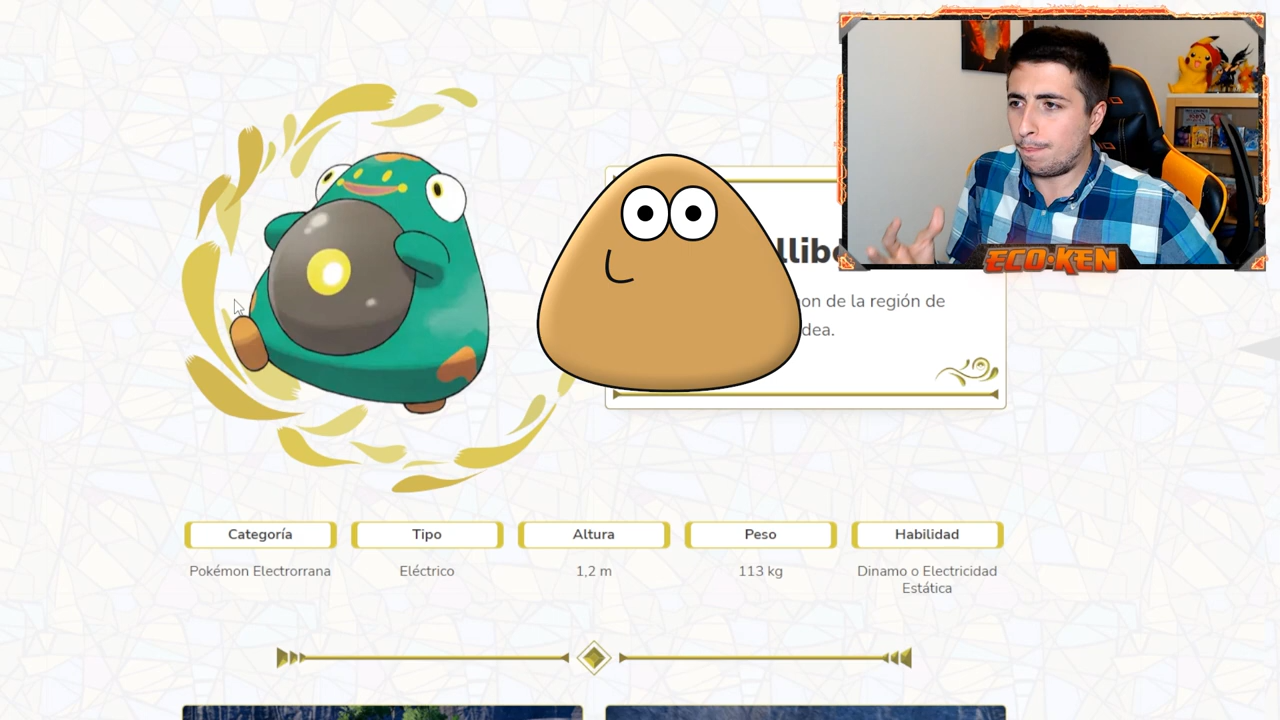 ECO·KEN
on de la región de
dea.
Categoría
Tipo
Altura
Peso
Habilidad
Pokémon Electrorrana
Eléctrico
1,2 m
113 kg
Dinamo o Electricidad
Estática